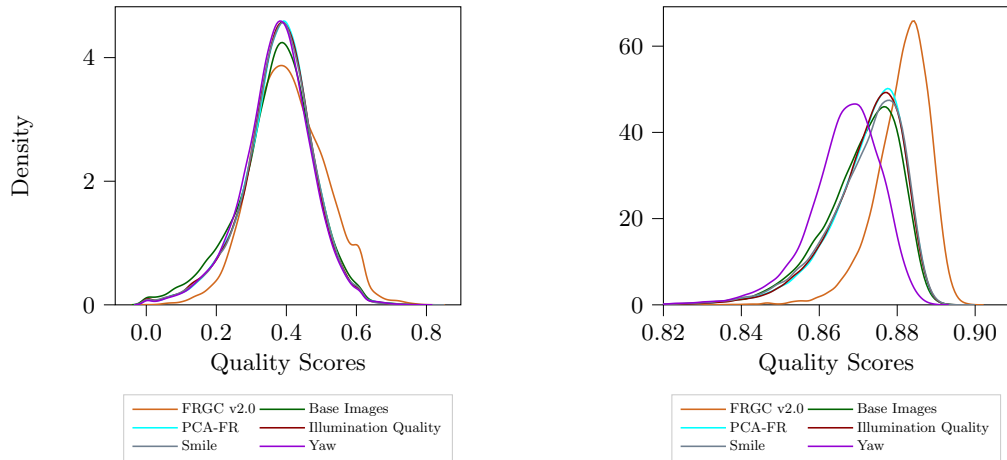 Density
4
2
0
0.0 0.2 0.4 0.6 0.8
Quality Scores
FRGC v2.0 Base Images
PCA-FR Illumination Quality
Smile Yaw
60
40
20
0
0.82 0.84 0.86 0.88 0.90
Quality Scores
FRGC v2.0 Base Images
PCA-FR Illumination Quality
Smile Yaw